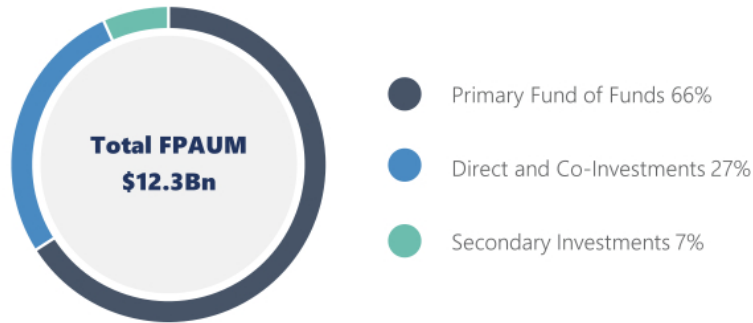 Total FPAUM
$12.3Bn
Primary Fund of Funds 66%
Direct and Co-Investments 27%
Secondary Investments 7%